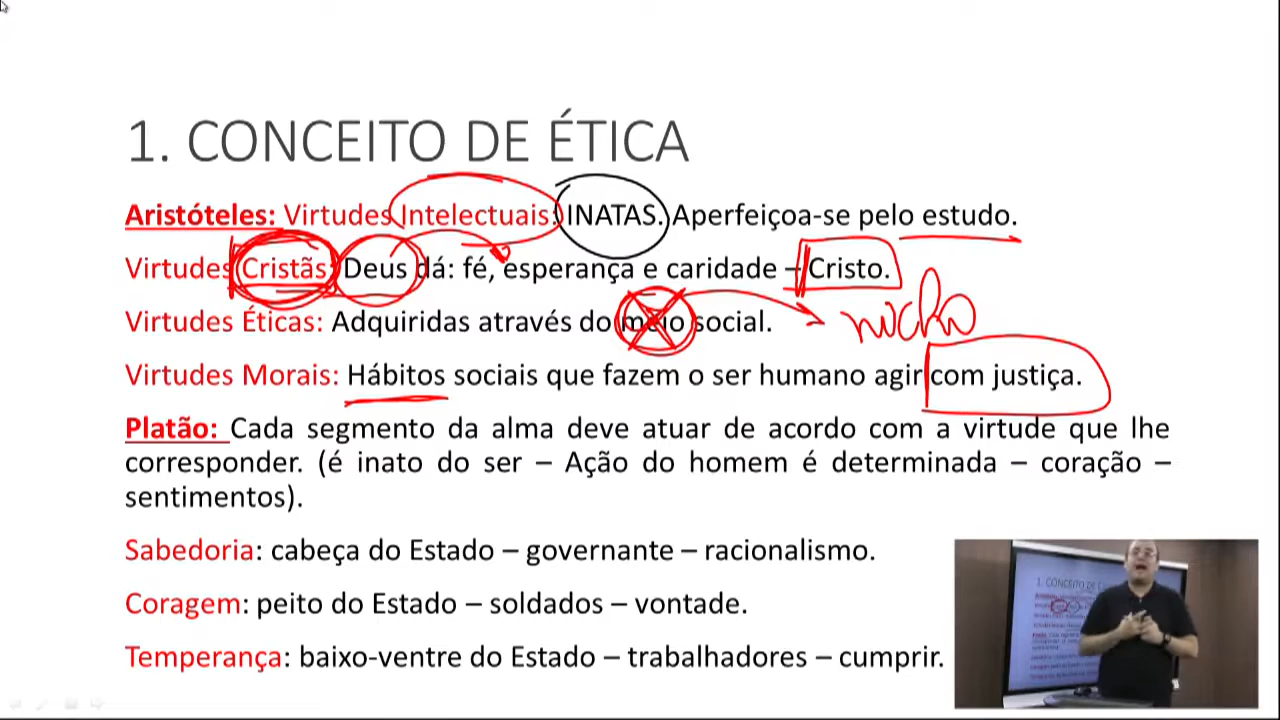 1. CONCEITO DE ÉTICA
Aristóteles: Virtudes Intelectuais: INATAS. Aperfeiçoa-se pelo estudo.
Virtudes Cristãs: Deus dá: fé, esperança e caridade – Cristo.
Virtudes Éticas: Adquiridas através do meio social.
Virtudes Morais: Hábitos sociais que fazem o ser humano agir com justiça.
Platão: Cada segmento da alma deve atuar de acordo com a virtude que lhe
corresponder. (é inato do ser – Ação do homem é determinada – coração –
sentimentos).
Sabedoria: cabeça do Estado – governante – racionalismo.
Coragem: peito do Estado – soldados – vontade.
Temperança: baixo-ventre do Estado – trabalhadores – cumprir.